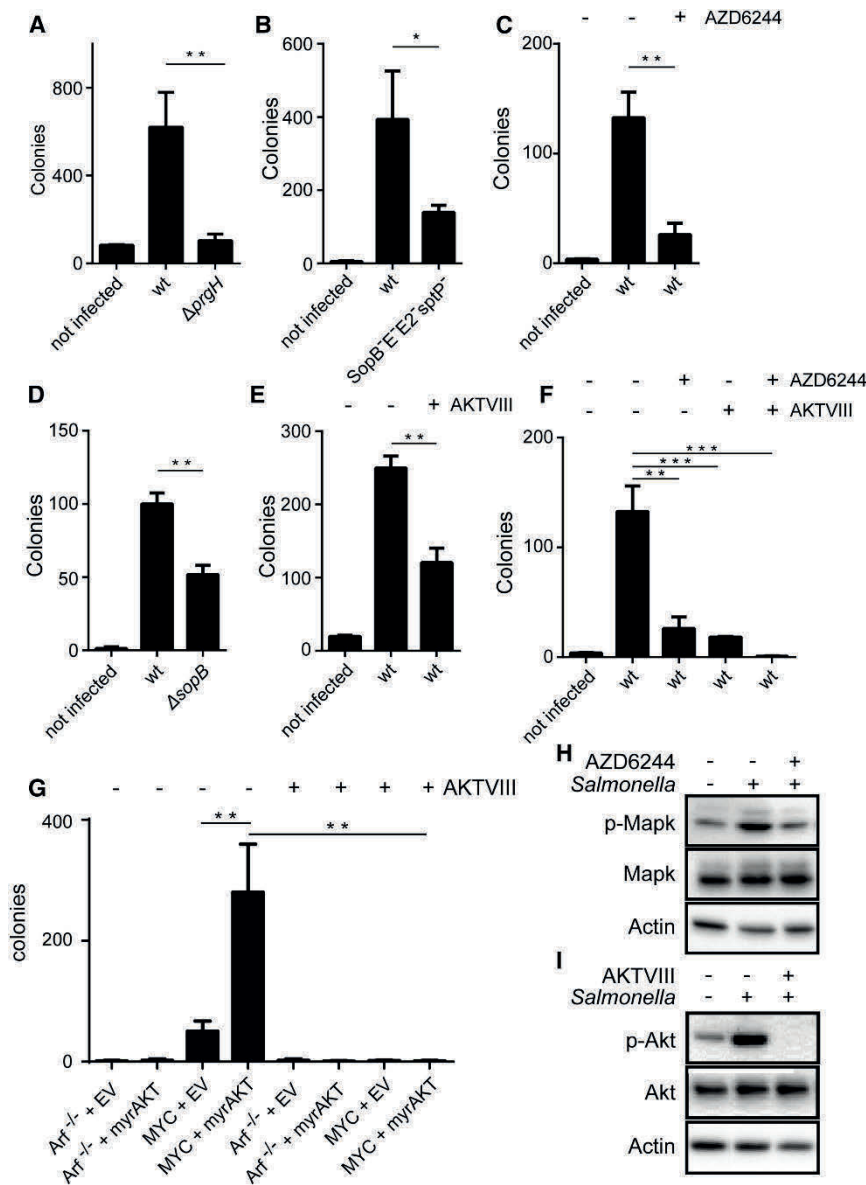 A
Colonies
800
400
0
* *
not infected
wt
ΔprgH
B
Colonies
600
400
200
0
*
not infected
wt
SopB⁻E⁻E2⁻sptP⁻
C
- - + AZD6244
Colonies
200
100
0
* *
not infected
wt
wt
D
Colonies
150
100
50
0
* *
not infected
wt
ΔsopB
E
- - + AKTVIII
Colonies
300
200
100
0
* *
not infected
wt
wt
F
- - + - + AZD6244
- - - + + AKTVIII
Colonies
200
100
0
* * *
* * *
* *
not infected
wt
wt
wt
wt
G
- - - - + + + + AKTVIII
colonies
400
200
0
* *
* *
Arf -/- + EV
Arf -/- + myrAKT
MYC + EV
MYC + myrAKT
Arf -/- + EV
Arf -/- + myrAKT
MYC + EV
MYC + myrAKT
H
AZD6244 - - +
Salmonella - + +
p-Mapk
Mapk
Actin
I
AKTVIII - - +
Salmonella - + +
p-Akt
Akt
Actin